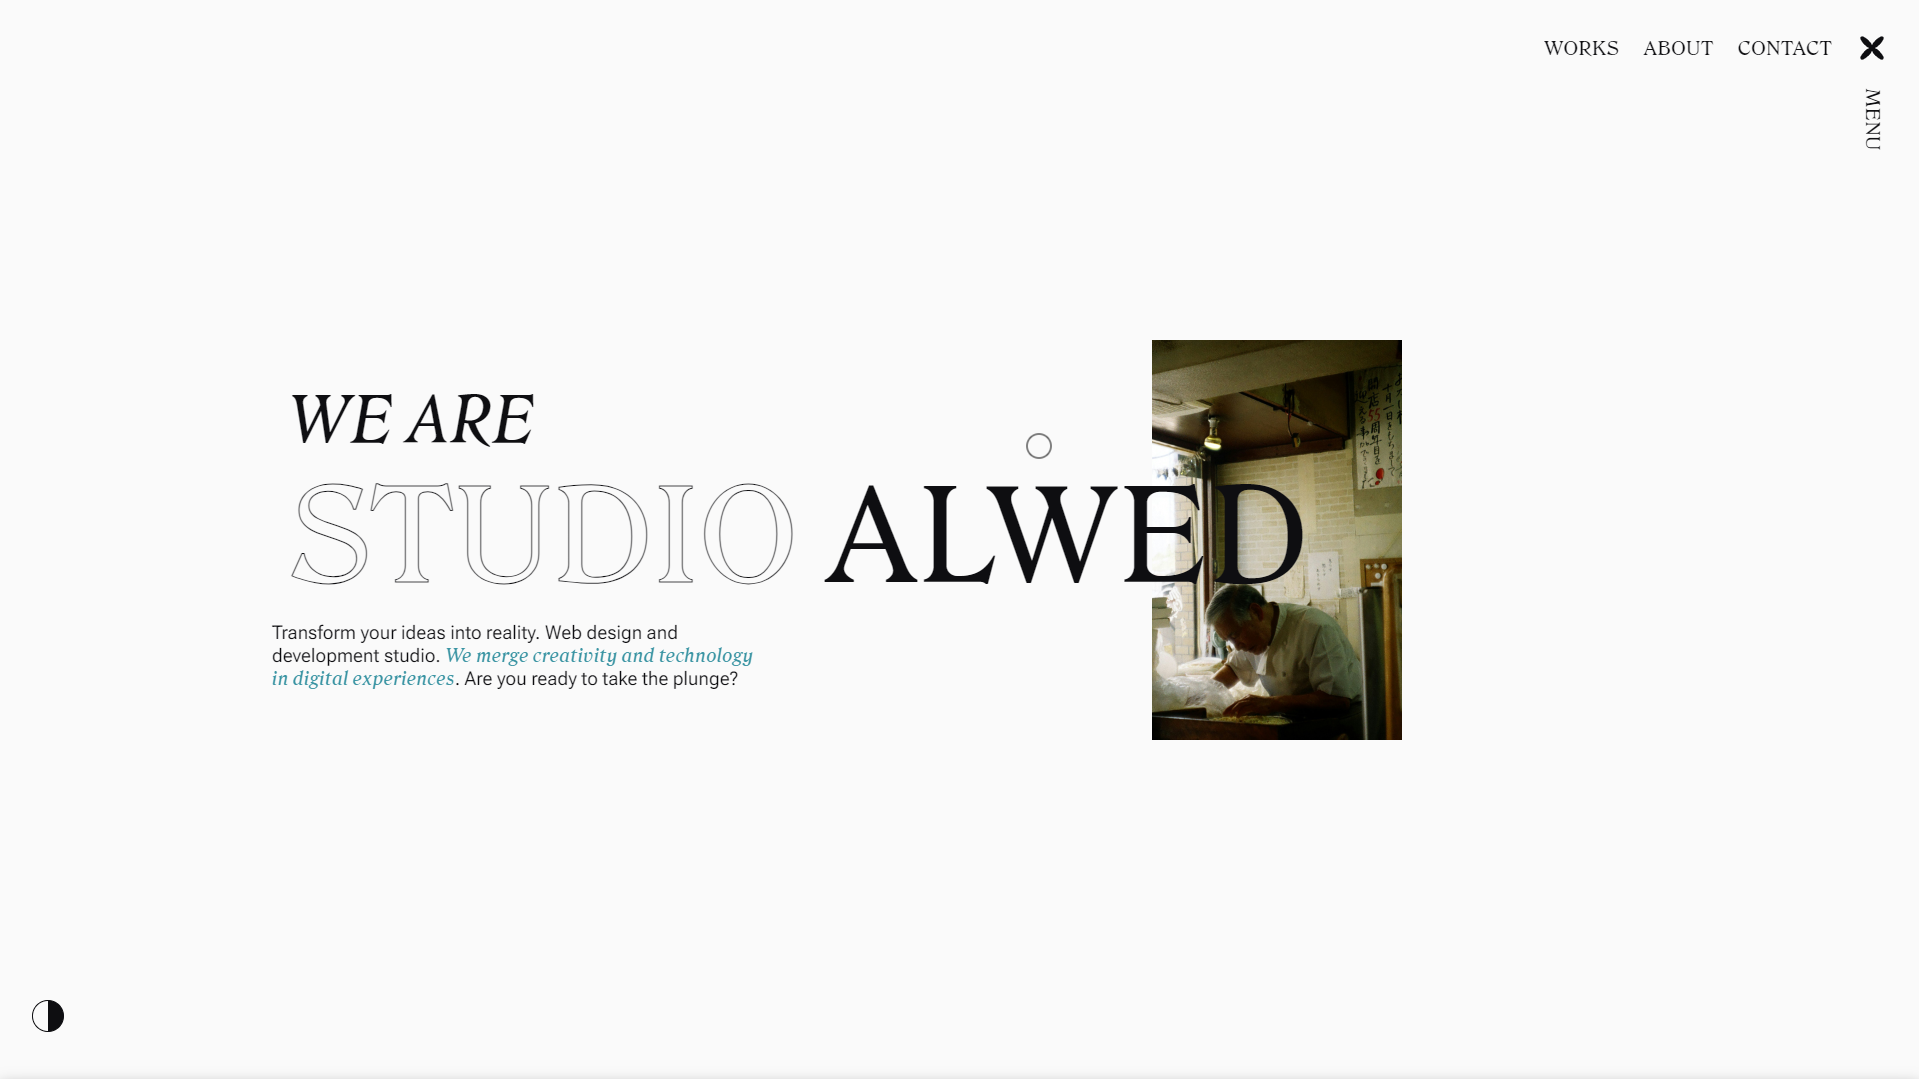 WORKS ABOUT CONTACT
MENU
WE ARE
STUDIO ALWED
Transform your ideas into reality. Web design and
development studio. We merge creativity and technology
in digital experiences. Are you ready to take the plunge?